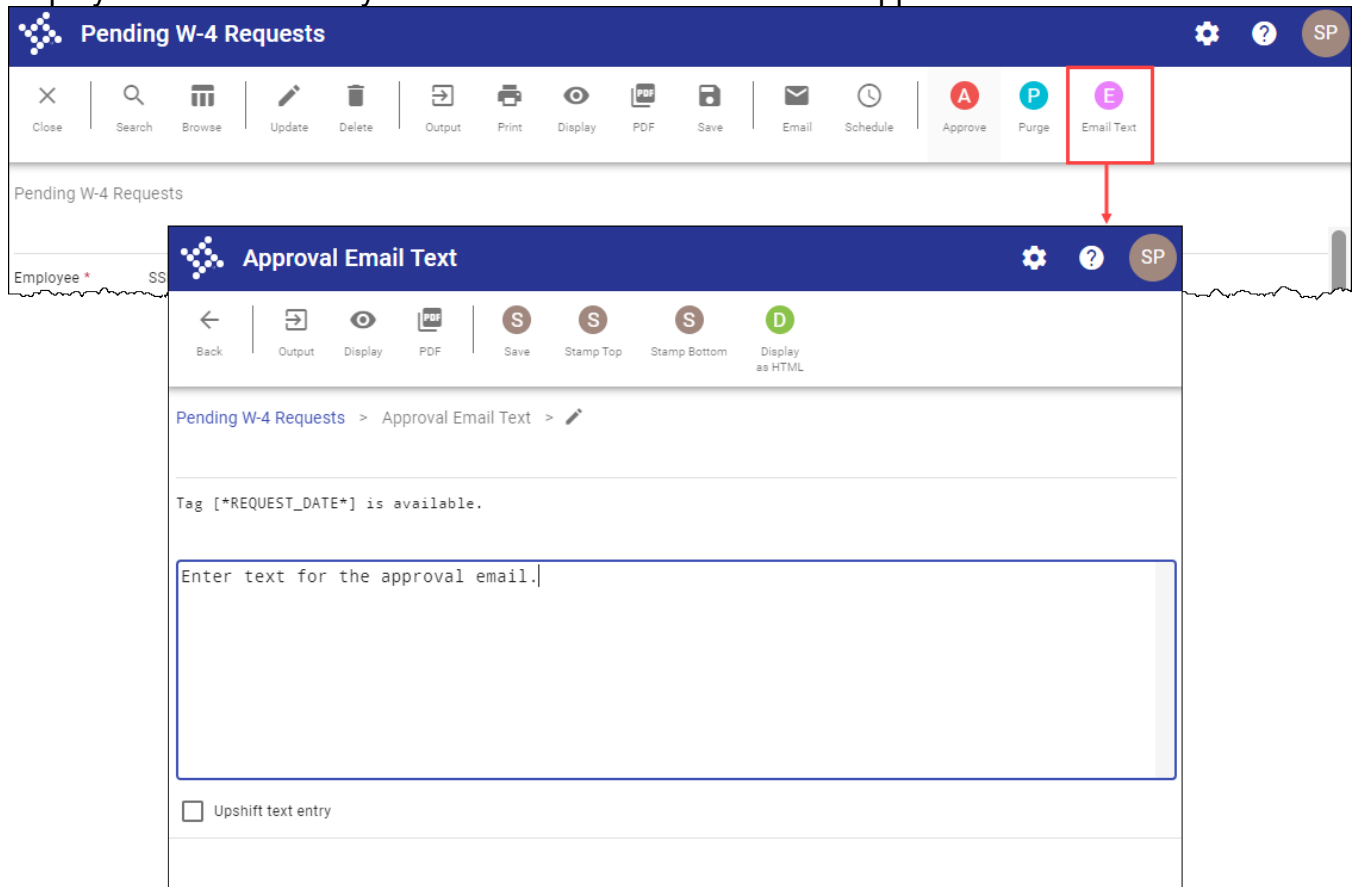 Pending W-4 Requests SP
Close Search Browse Update Delete Output Print Display PDF PDF Save Email Schedule A Approve P Purge E Email Text
Pending W-4 Requests
Employee * SS
Approval Email Text SP
Back Output Display PDF PDF S Save S Stamp Top S Stamp Bottom D Display
as HTML
Pending W-4 Requests > Approval Email Text >
Tag [*REQUEST_DATE*] is available.
Enter text for the approval email.
Upshift text entry